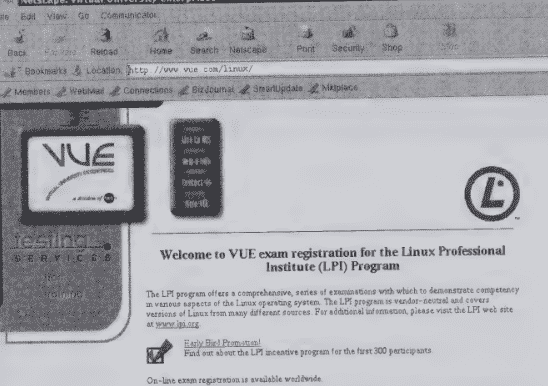 Netscape: Virtual University Enterprises
Edit View Go Communicator
Back Reload Home Search Netscape Print Security Shop
Bookmarks Location: http://www.vue.com/linux/
Members WebMail Connections BizJournal SmartUpdate Mktplace
VUE
a division of
testing
SERVICES
L
Welcome to VUE exam registration for the Linux Professional
Institute (LPI) Program
The LPI program offers a comprehensive, series of examinations with which to demonstrate competency
in various aspects of the Linux operating system. The LPI program is vendor-neutral and covers
versions of Linux from many different sources. For additional information, please visit the LPI web site
at www.lpi.org.
Early Bird Promotion!
Find out about the LPI incentive program for the first 300 participants.
On-line exam registration is available worldwide.